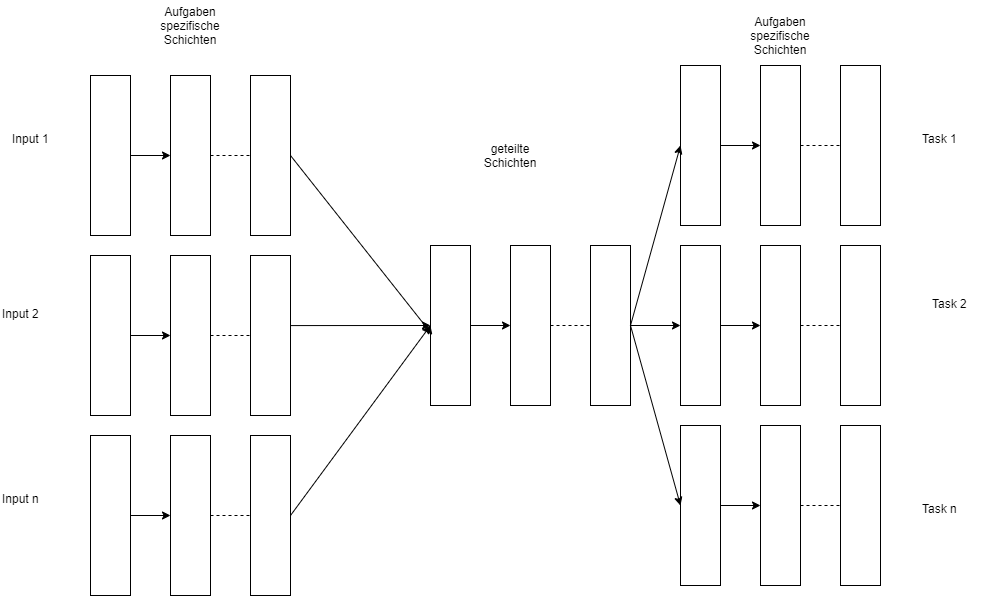 Aufgaben
spezifische
Schichten
Aufgaben
spezifische
Schichten
Input 1
Task 1
geteilte
Schichten
Input 2
Task 2
Input n
Task n